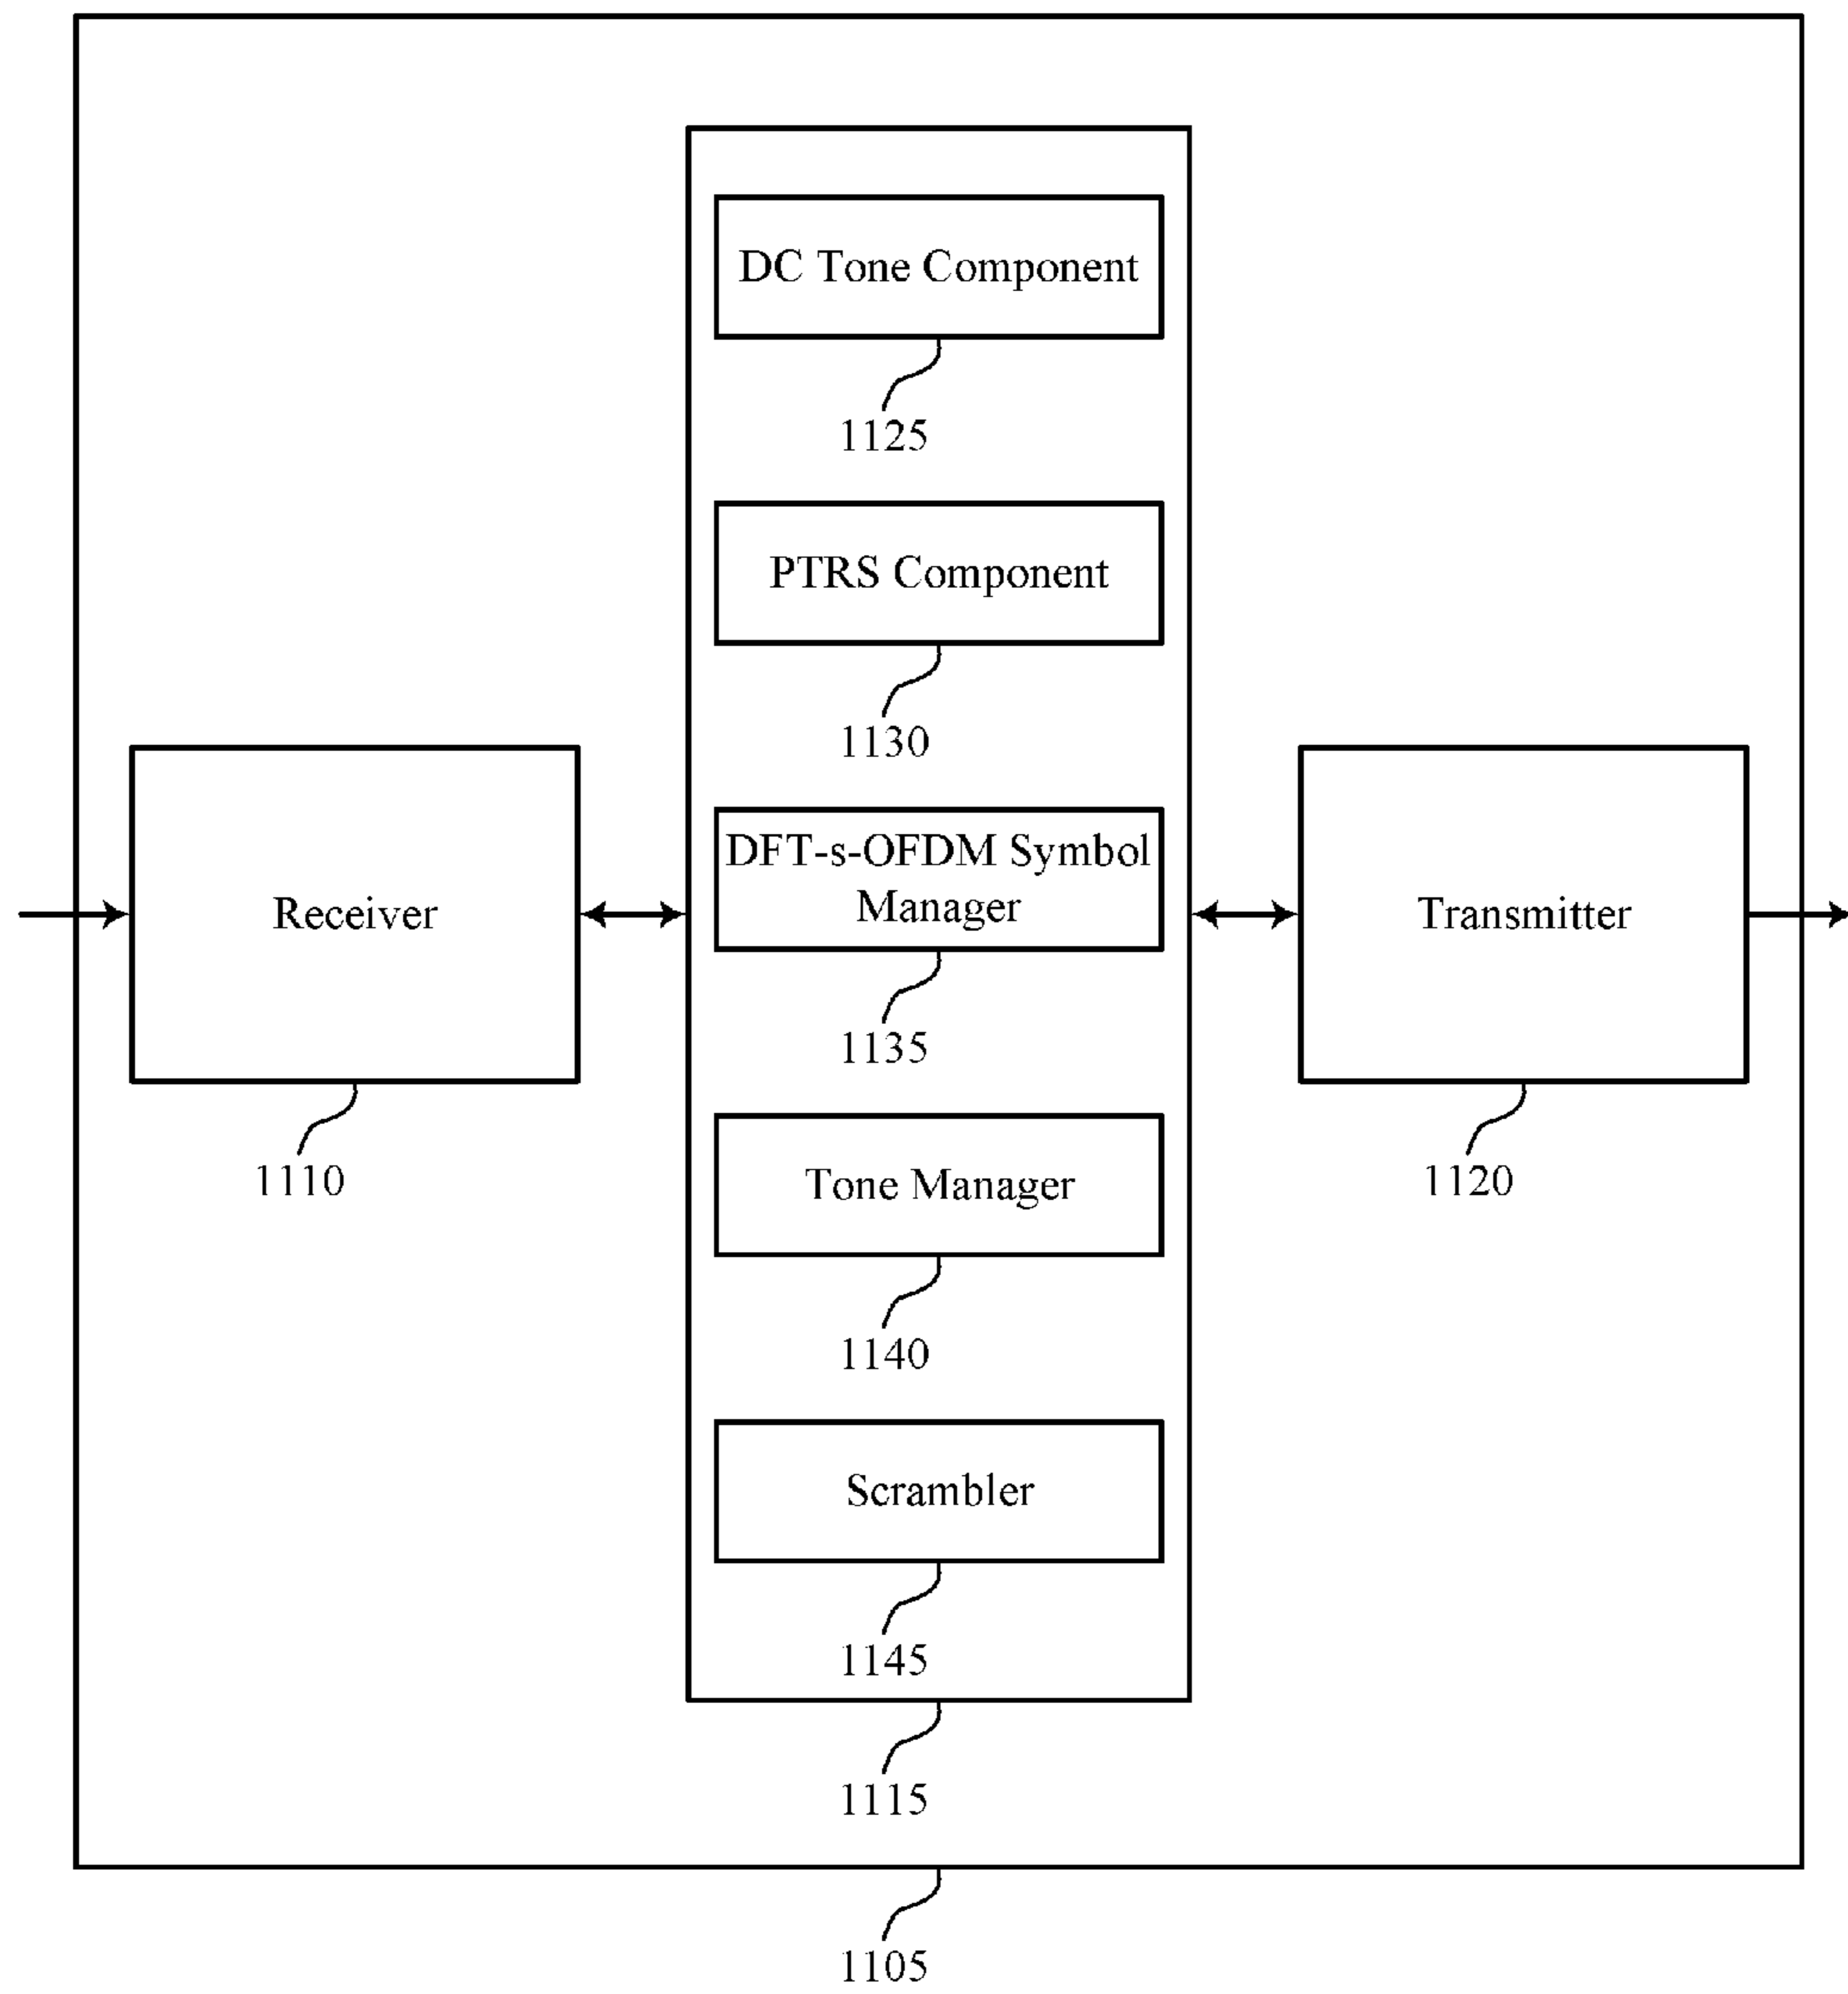 DC Tone Component
1125
PTRS Component
1130
DFT-s-OFDM Symbol
Manager
1135
Receiver
1110
Transmitter
1120
Tone Manager
1140
Scrambler
1145
1115
1105